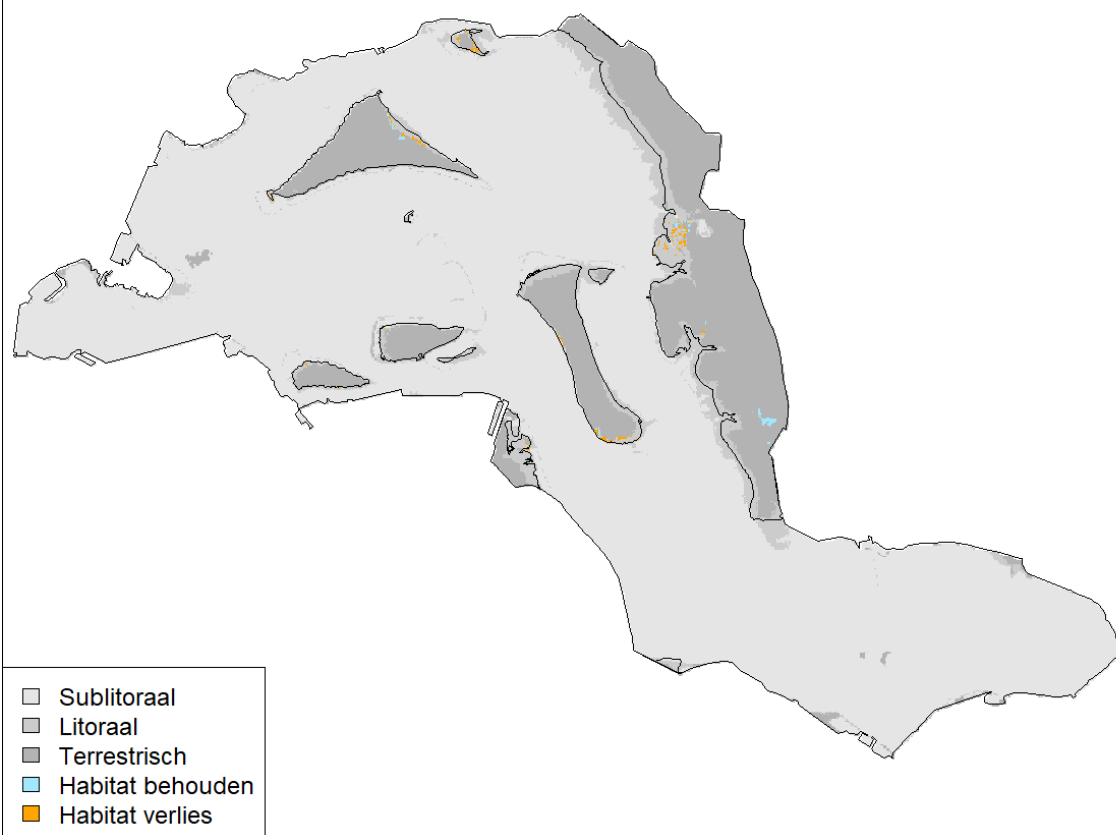 Sublitoraal
Litoraal
Terrestrisch
Habitat behouden
Habitat verlies